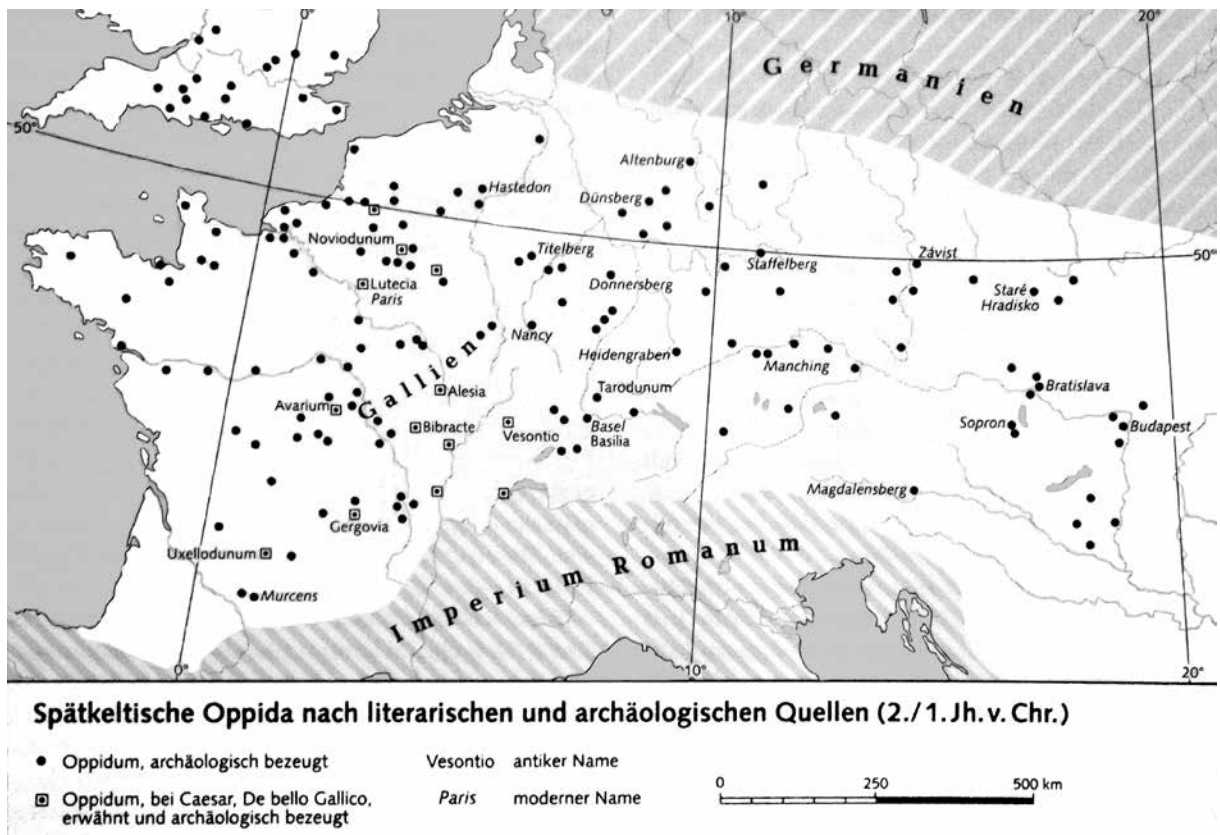 0°
10°
20°
Germanien
50°
Altenburg
Hastedon
Dünsberg
Noviodunum
Titelberg
Staffelberg
Závist
50°
Lutecia
Paris
Donnersberg
Staré
Hradisko
Nancy
Gallien
Heidengraben
Manching
Alesia
Tarodunum
Bratislava
Avarium
Bibracte
Vesontio
Basel
Basilia
Sopron
Budapest
Magdalensberg
Gergovia
Uxellodunum
Imperium Romanum
Murcens
0°
10°
20°
Spätkeltische Oppida nach literarischen und archäologischen Quellen (2./1. Jh. v. Chr.)
Oppidum, archäologisch bezeugt
Vesontio antiker Name
Oppidum, bei Caesar, De bello Gallico,
erwähnt und archäologisch bezeugt
Paris moderner Name
0 250 500 km